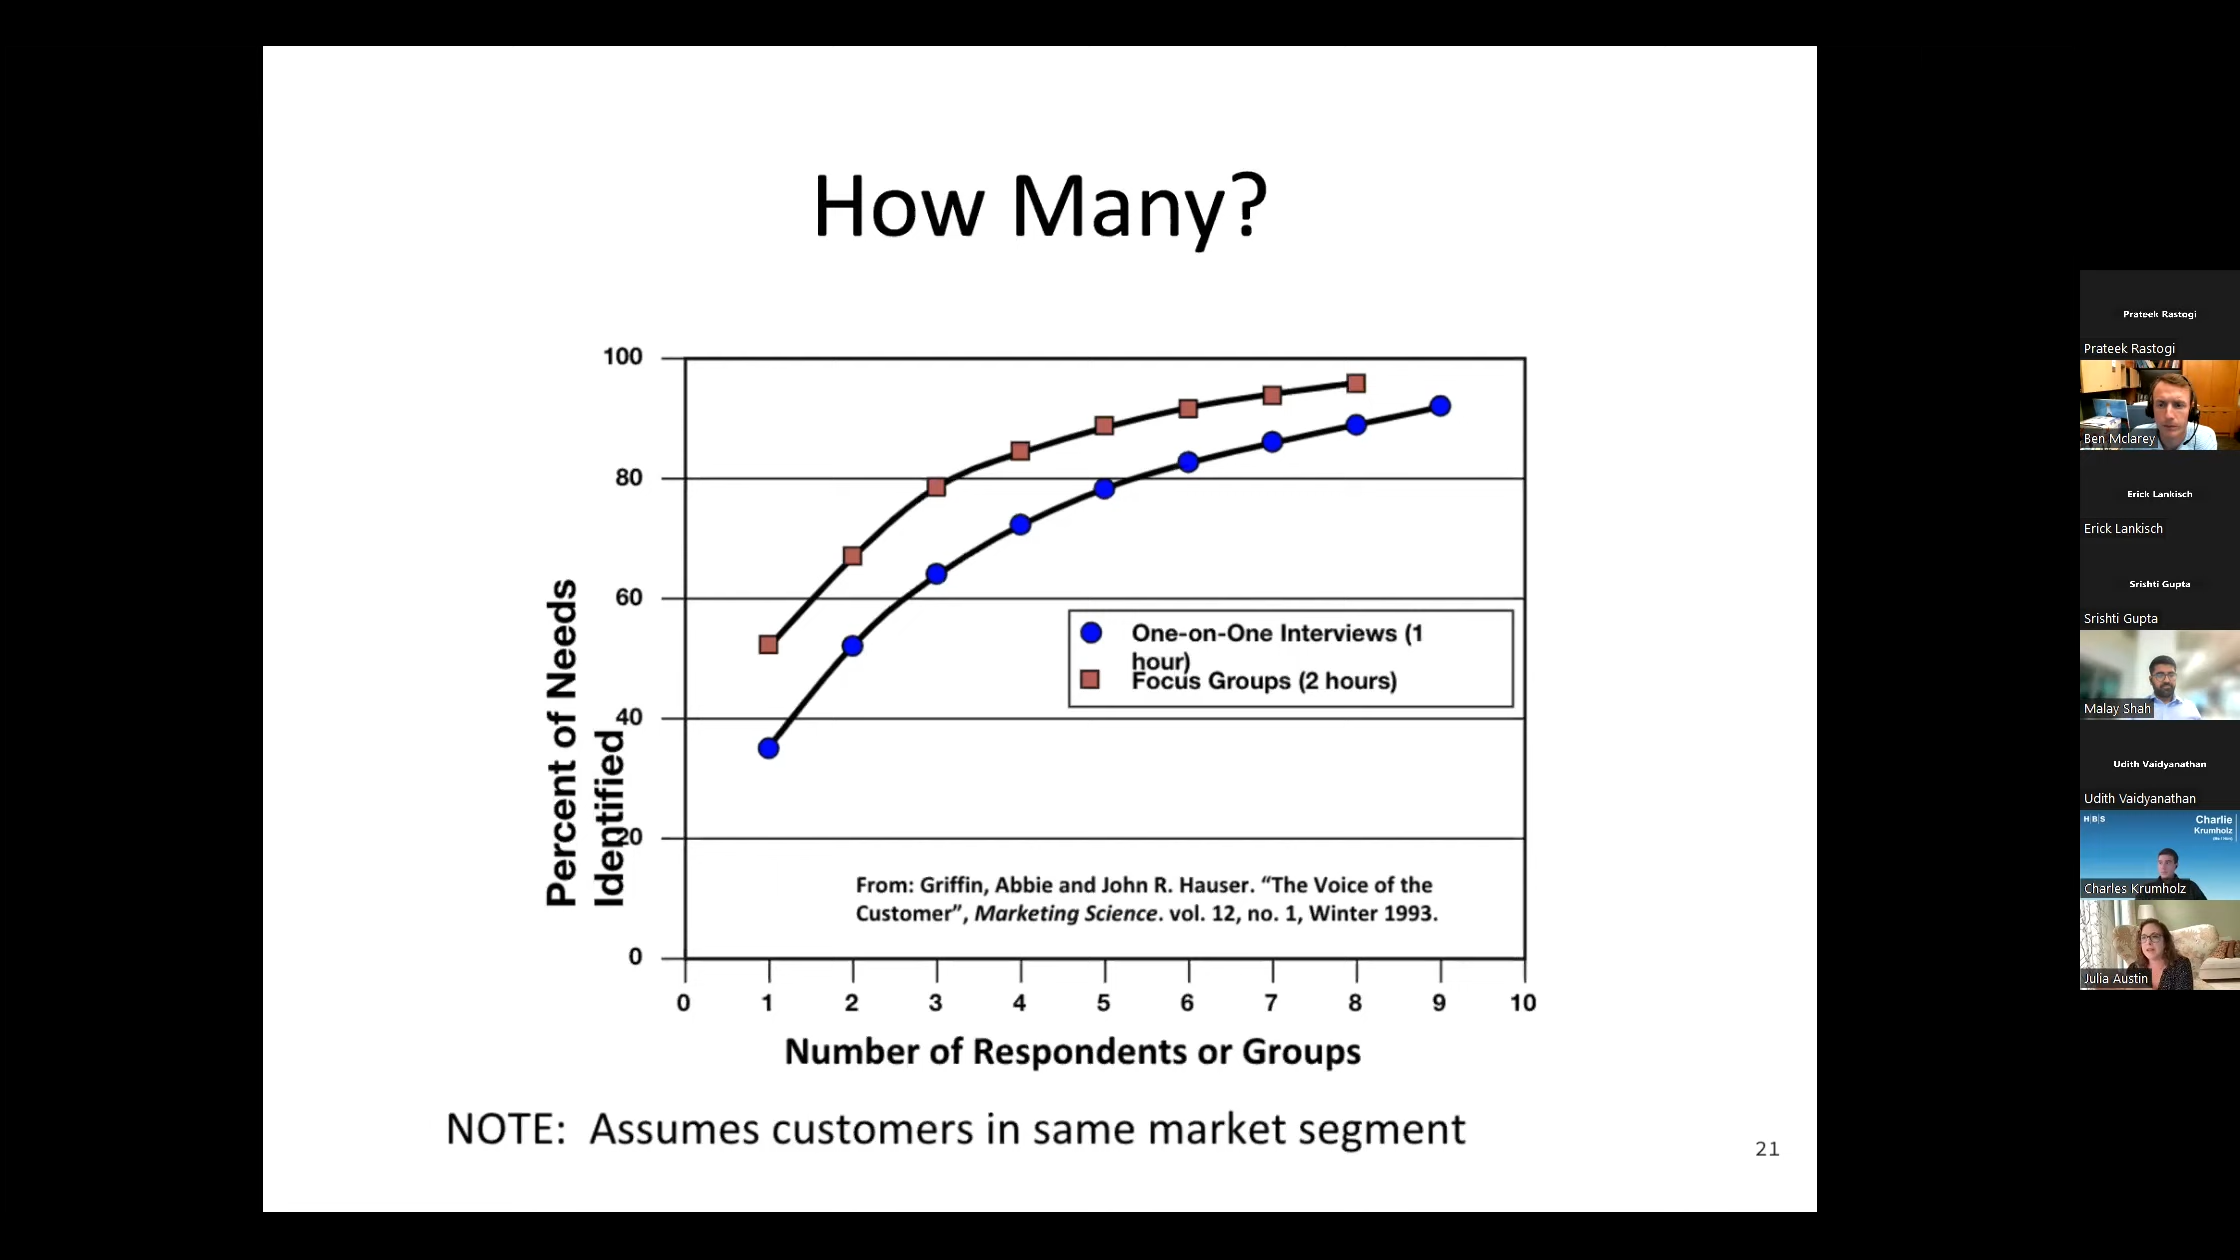 How Many?
100
80
60
40
20
0
Percent of Needs
Identified
One-on-One Interviews (1
hour)
Focus Groups (2 hours)
From: Griffin, Abbie and John R. Hauser. “The Voice of the
Customer”, Marketing Science. vol. 12, no. 1, Winter 1993.
0 1 2 3 4 5 6 7 8 9 10
Number of Respondents or Groups
NOTE: Assumes customers in same market segment
21
Prateek Rastogi
Prateek Rastogi
Ben Mclarey
Erick Lankisch
Erick Lankisch
Srishti Gupta
Srishti Gupta
Malay Shah
Udith Vaidyanathan
Udith Vaidyanathan
H|B|S
Charlie
Krumholz
Charles Krumholz
Julia Austin